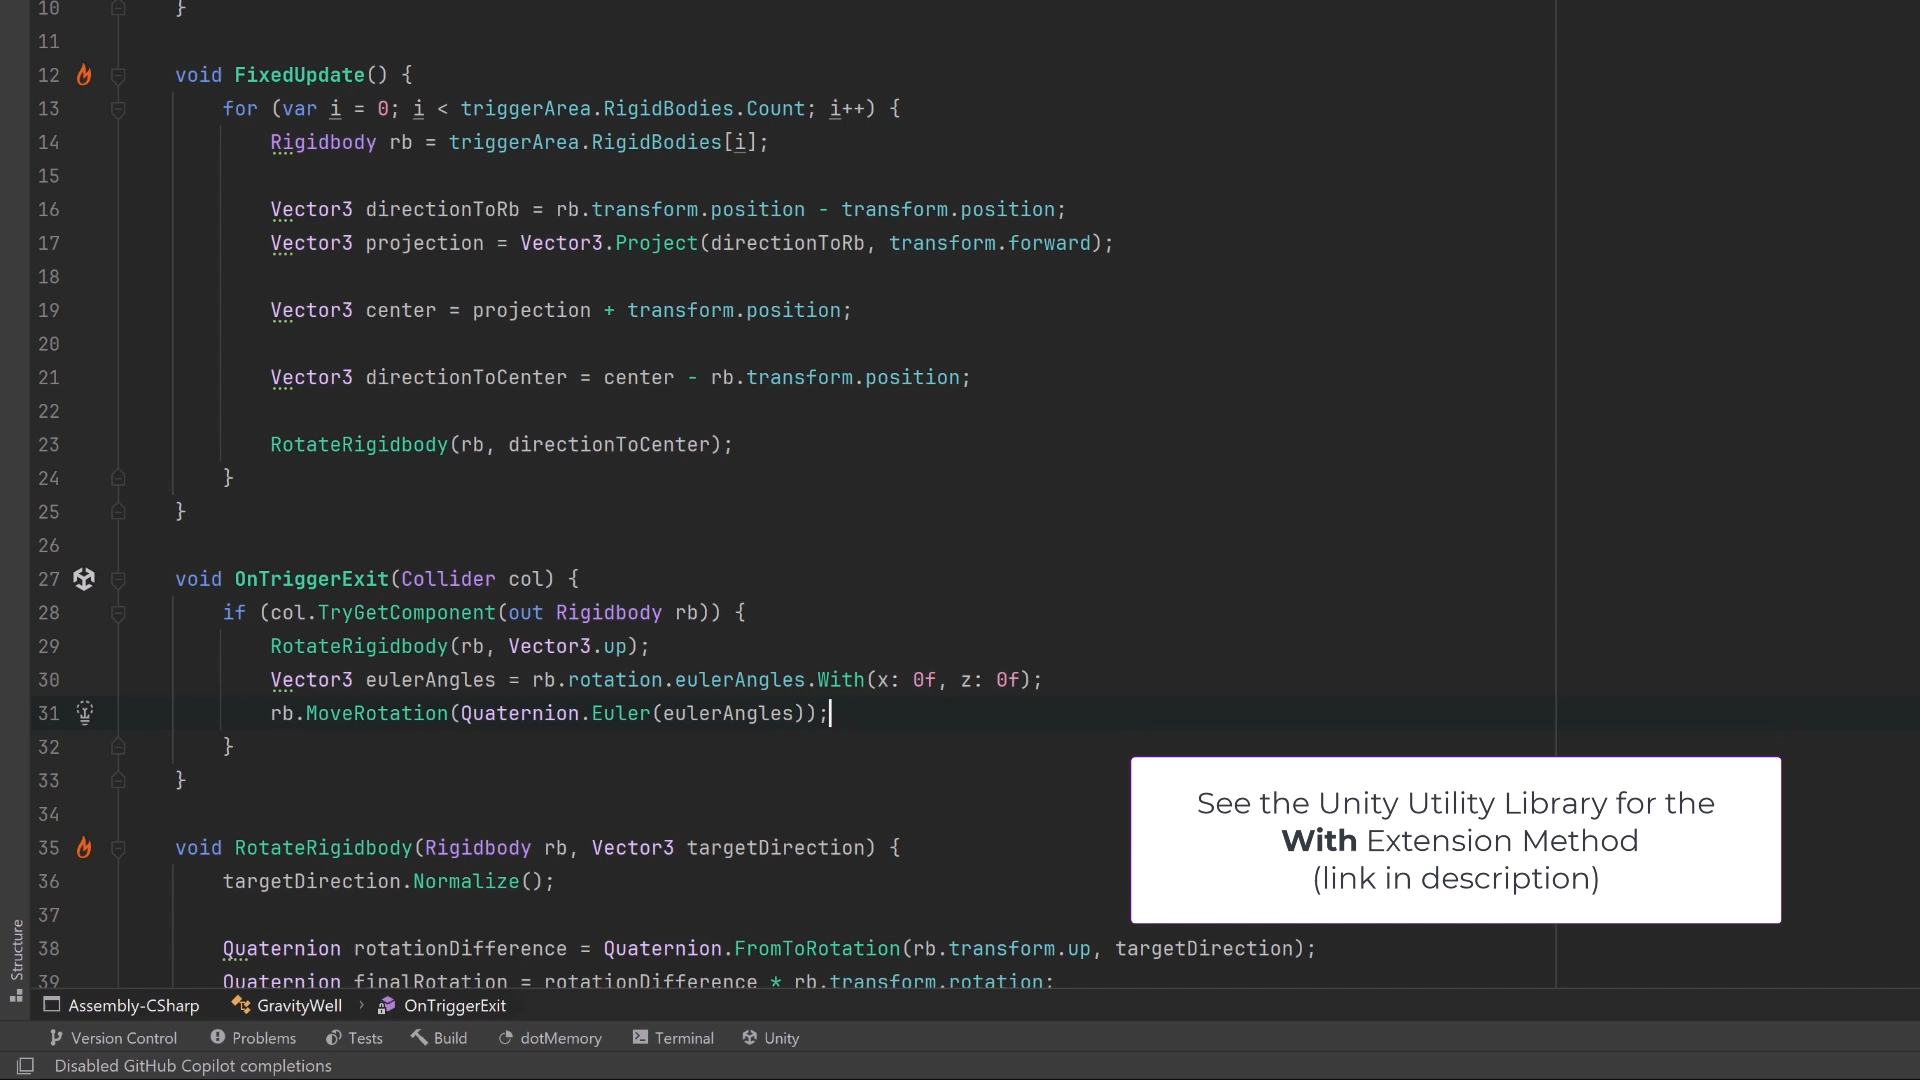 10 }
11
12 void FixedUpdate() {
13 for (var i = 0; i < triggerArea.RigidBodies.Count; i++) {
14 Rigidbody rb = triggerArea.RigidBodies[i];
15
16 Vector3 directionToRb = rb.transform.position - transform.position;
17 Vector3 projection = Vector3.Project(directionToRb, transform.forward);
18
19 Vector3 center = projection + transform.position;
20
21 Vector3 directionToCenter = center - rb.transform.position;
22
23 RotateRigidbody(rb, directionToCenter);
24 }
25 }
26
27 void OnTriggerExit(Collider col) {
28 if (col.TryGetComponent(out Rigidbody rb)) {
29 RotateRigidbody(rb, Vector3.up);
30 Vector3 eulerAngles = rb.rotation.eulerAngles.With(x: 0f, z: 0f);
31 rb.MoveRotation(Quaternion.Euler(eulerAngles));
32 }
33 }
34
35 void RotateRigidbody(Rigidbody rb, Vector3 targetDirection) {
36 targetDirection.Normalize();
37
38 Quaternion rotationDifference = Quaternion.FromToRotation(rb.transform.up, targetDirection);
39 Quaternion finalRotation = rotationDifference * rb.transform.rotation;
See the Unity Utility Library for the
With Extension Method
(link in description)
Structure
Assembly-CSharp GravityWell OnTriggerExit
Version Control Problems Tests Build dotMemory Terminal Unity
Disabled GitHub Copilot completions